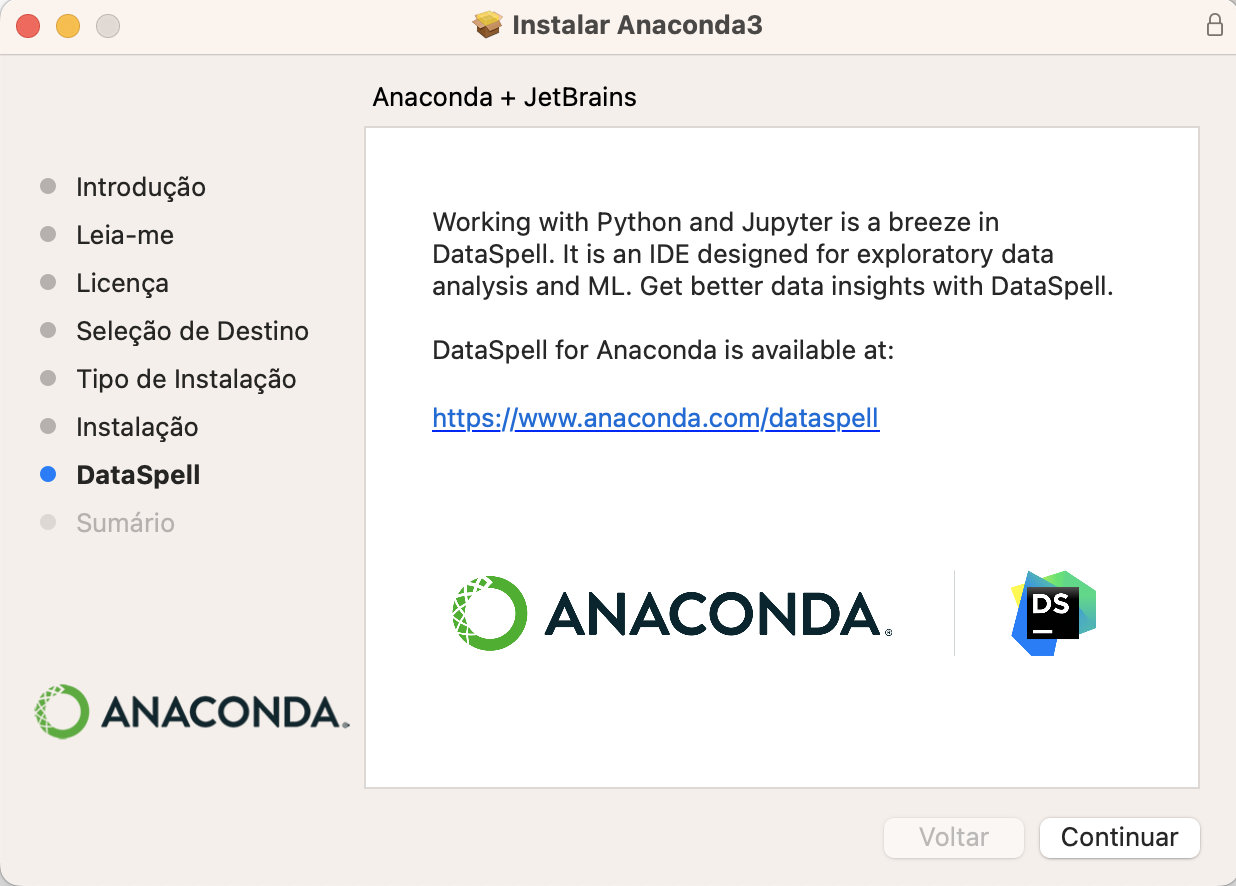 Instalar Anaconda3
Anaconda + JetBrains
Introdução
Leia-me
Licença
Seleção de Destino
Tipo de Instalação
Instalação
DataSpell
Sumário
Working with Python and Jupyter is a breeze in
DataSpell. It is an IDE designed for exploratory data
analysis and ML. Get better data insights with DataSpell.
DataSpell for Anaconda is available at:
https://www.anaconda.com/dataspell
ANACONDA®
DS
ANACONDA®
Voltar
Continuar